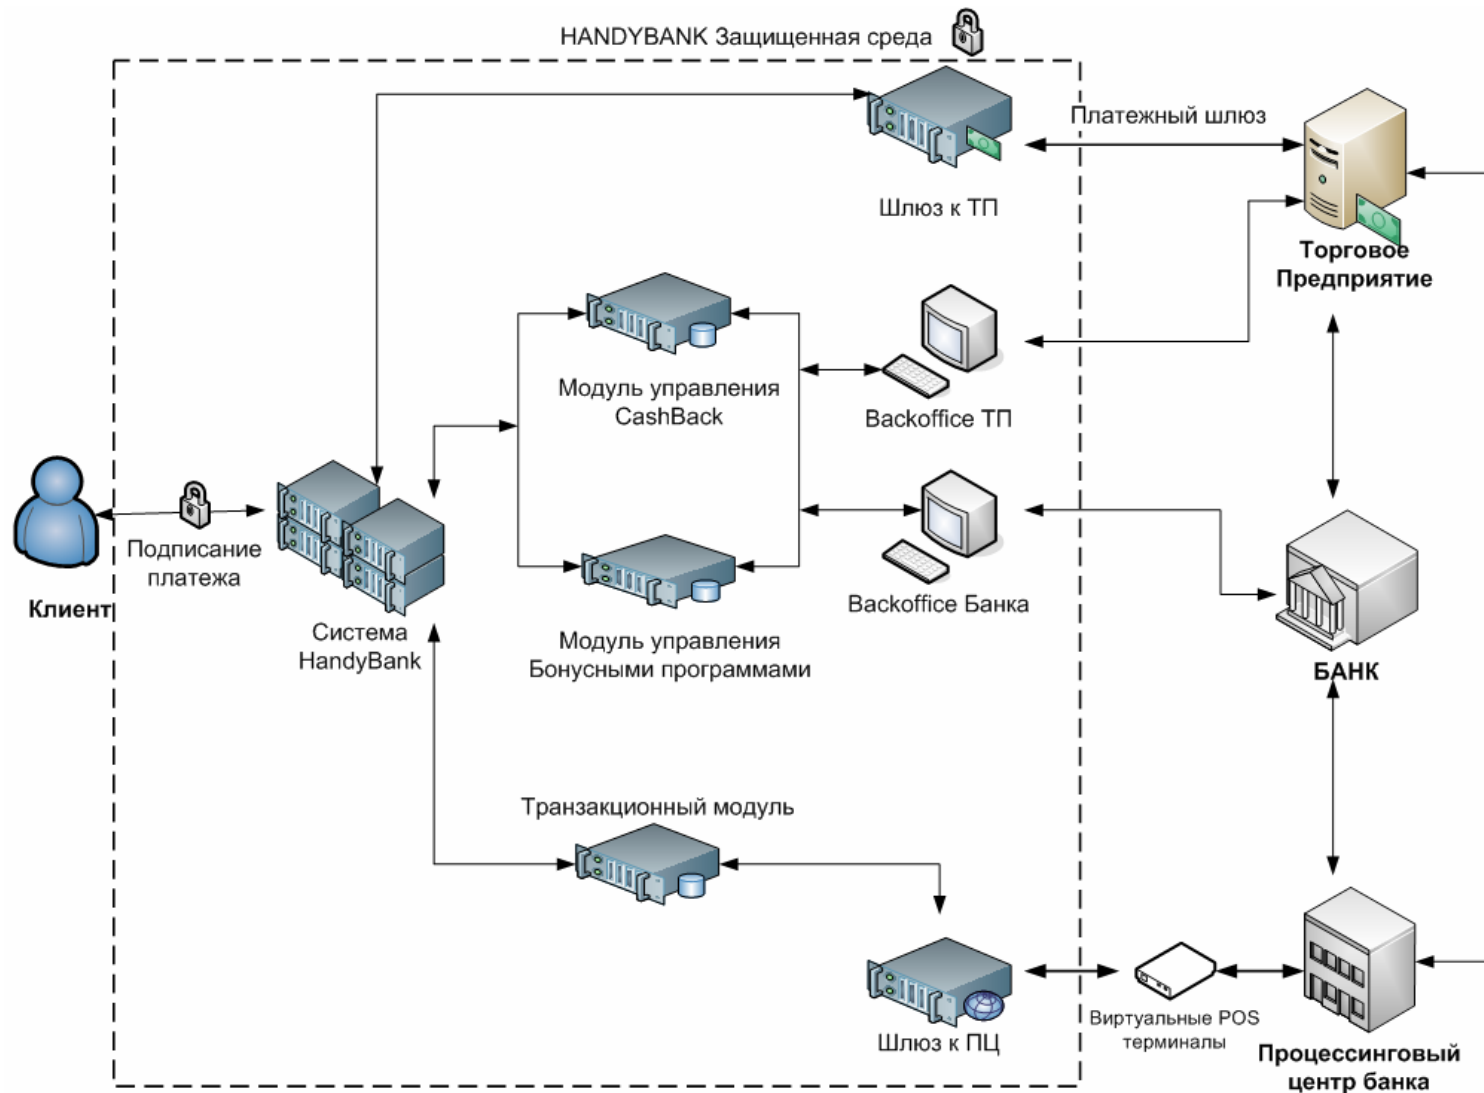 HANDYBANK Защищенная среда
Платежный шлюз
Шлюз к ТП
Торговое
Предприятие
Модуль управления
CashBack
Backoffice ТП
Подписание
платежа
Клиент
Система
HandyBank
Модуль управления
Бонусными программами
Backoffice Банка
БАНК
Транзакционный модуль
Шлюз к ПЦ
Виртуальные POS
терминалы
Процессинговый
центр банка